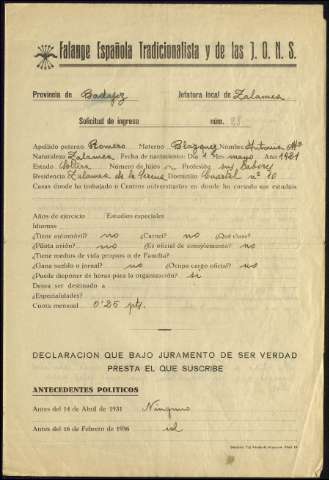 Falange Española Tradicionalista y de las J. O. N. S.
Provincia de Badajoz Jefatura local de Zalamea
Solicitud de ingreso núm. 28
Apellido paterno Romero Materno Blázquez Nombre Antonia Mª
Naturaleza Zalamea Fecha de nacimiento: Día 1 Mes mayo Año 1921
Estado Soltera Número de hijos Profesión sus labores
Residencia Zalamea de la Serena Domicilio Cuartel nº 10
Casas donde ha trabajado o Centros universitarios en donde ha cursado sus estudios
Años de ejercicio Estudios especiales
Idiomas
¿Tiene automóvil? no ¿Carnet? no ¿Qué clase?
¿Pilota avión? no ¿Es oficial de complemento? no
¿Tiene medios de vida propios o de Familia?
¿Gana sueldo o jornal? no ¿Ocupa cargo oficial? no
¿Puede disponer de horas para la organización? si
Desea ser destinado a
¿Especialidades?
Cuota mensual 0'25 pts.
DECLARACION QUE BAJO JURAMENTO DE SER VERDAD
PRESTA EL QUE SUSCRIBE
ANTECEDENTES POLITICOS
Antes del 14 de Abril de 1931 Ninguno
Antes del 16 de Febrero de 1936 id